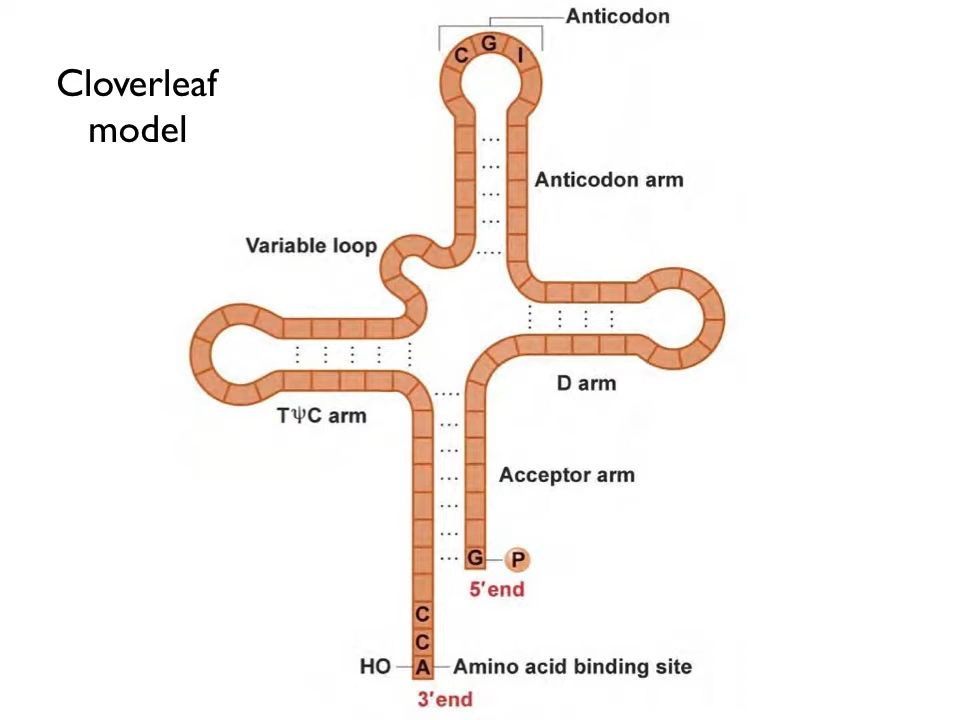 Anticodon
C G I
Cloverleaf
model
Anticodon arm
Variable loop
D arm
TψC arm
Acceptor arm
G P
5'end
C
C
HO A Amino acid binding site
3'end